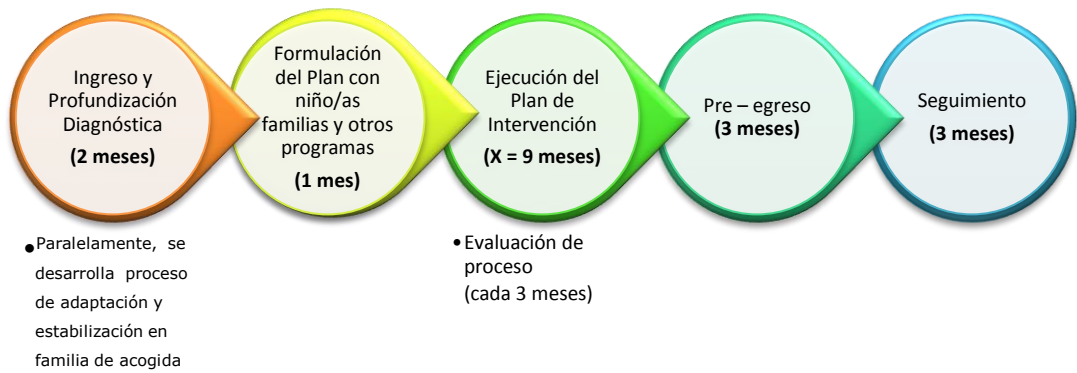 Ingreso y
Profundización
Diagnóstica
(2 meses)
Formulación
del Plan con
niño/as
familias y otros
programas
(1 mes)
Ejecución del
Plan de
Intervención
(X = 9 meses)
Pre – egreso
(3 meses)
Seguimiento
(3 meses)
•Paralelamente, se
desarrolla proceso
de adaptación y
estabilización en
familia de acogida
•Evaluación de
proceso
(cada 3 meses)